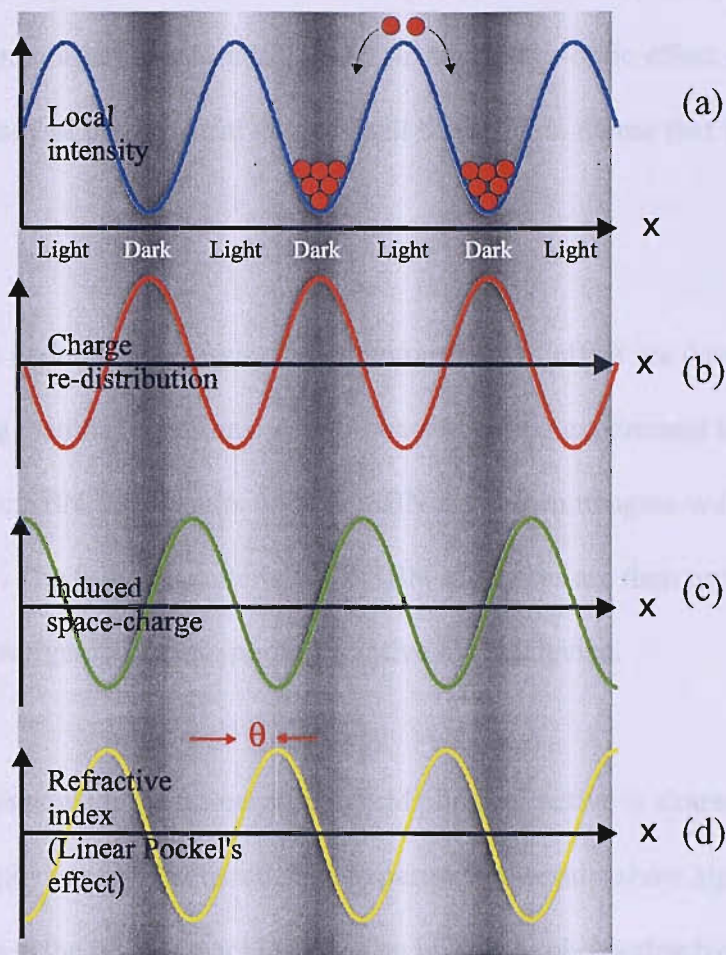 (a)
Local
intensity
x
Light Dark Light Dark Light Dark Light
Charge
re-distribution
x
(b)
Induced
space-charge
x
(c)
θ
Refractive
index
(Linear Pockel's
effect)
x
(d)